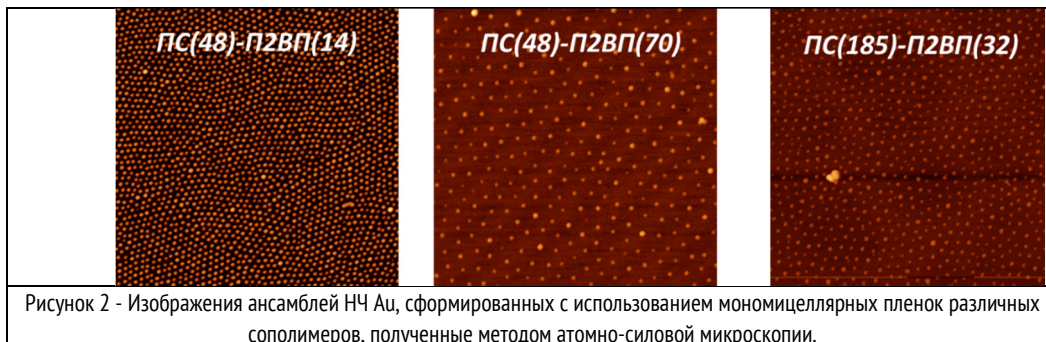 ПС(48)-П2ВП(14)
ПС(48)-П2ВП(70)
ПС(185)-П2ВП(32)
Рисунок 2 - Изображения ансамблей НЧ Au, сформированных с использованием мономицеллярных пленок различных
сополимеров, полученные методом атомно-силовой микроскопии.